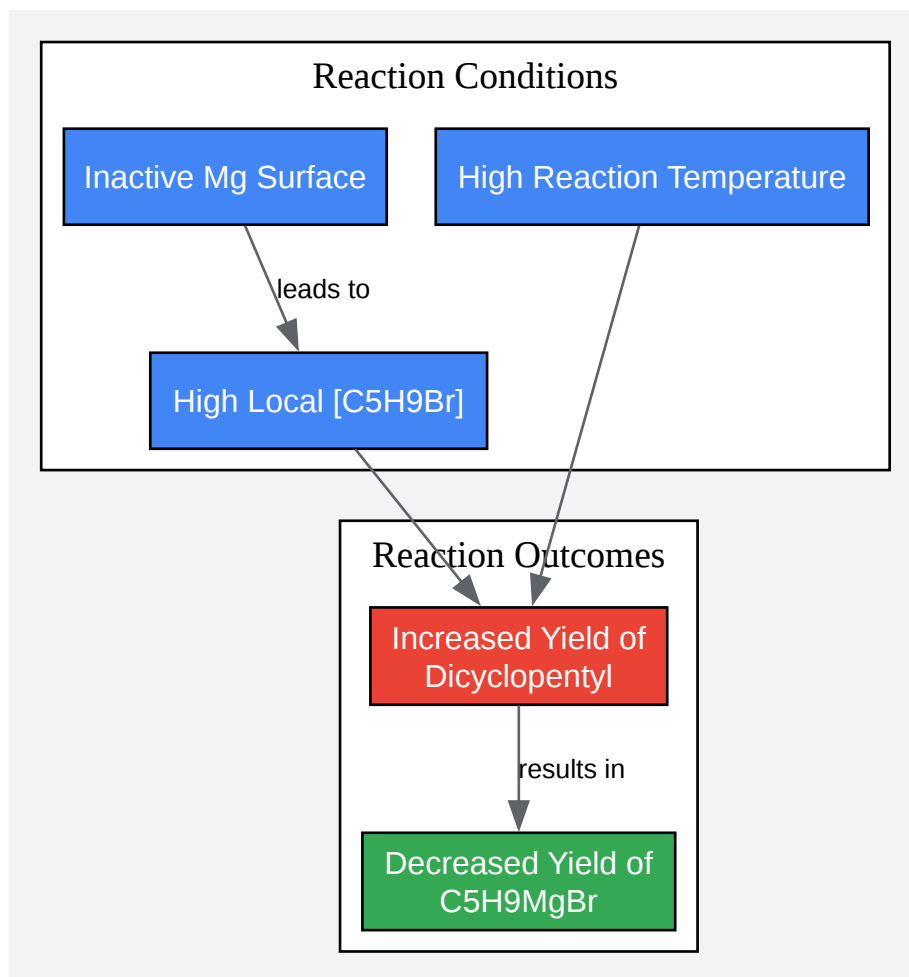 Reaction Conditions
Inactive Mg Surface
High Reaction Temperature
leads to
High Local [C5H9Br]
Reaction Outcomes
Increased Yield of
Dicyclopentyl
results in
Decreased Yield of
C5H9MgBr